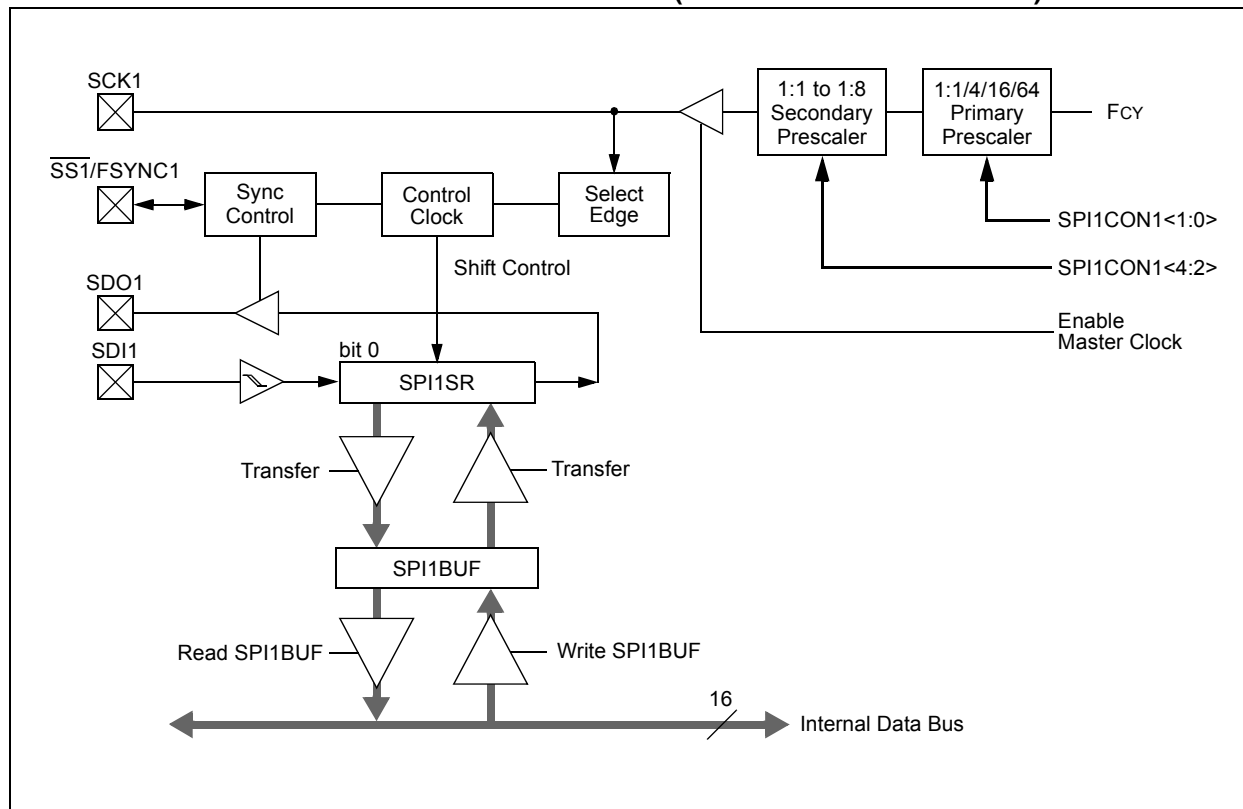 SCK1
1:1 to 1:8
Secondary
Prescaler
1:1/4/16/64
Primary
Prescaler
FCY
SS1/FSYNC1
Sync
Control
Control
Clock
Select
Edge
SPI1CON1<1:0>
Shift Control
SPI1CON1<4:2>
SDO1
Enable
Master Clock
SDI1
bit 0
SPI1SR
Transfer
Transfer
SPI1BUF
Read SPI1BUF
Write SPI1BUF
16
Internal Data Bus